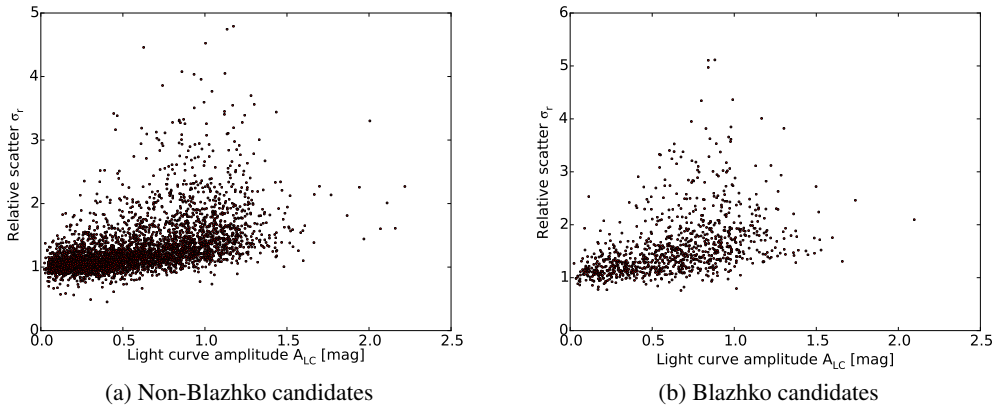 5
4
3
2
1
0
Relative scatter σr
0.0 0.5 1.0 1.5 2.0 2.5
Light curve amplitude ALC [mag]
(a) Non-Blazhko candidates
6
5
4
3
2
1
0
Relative scatter σr
0.0 0.5 1.0 1.5 2.0 2.5
Light curve amplitude ALC [mag]
(b) Blazhko candidates